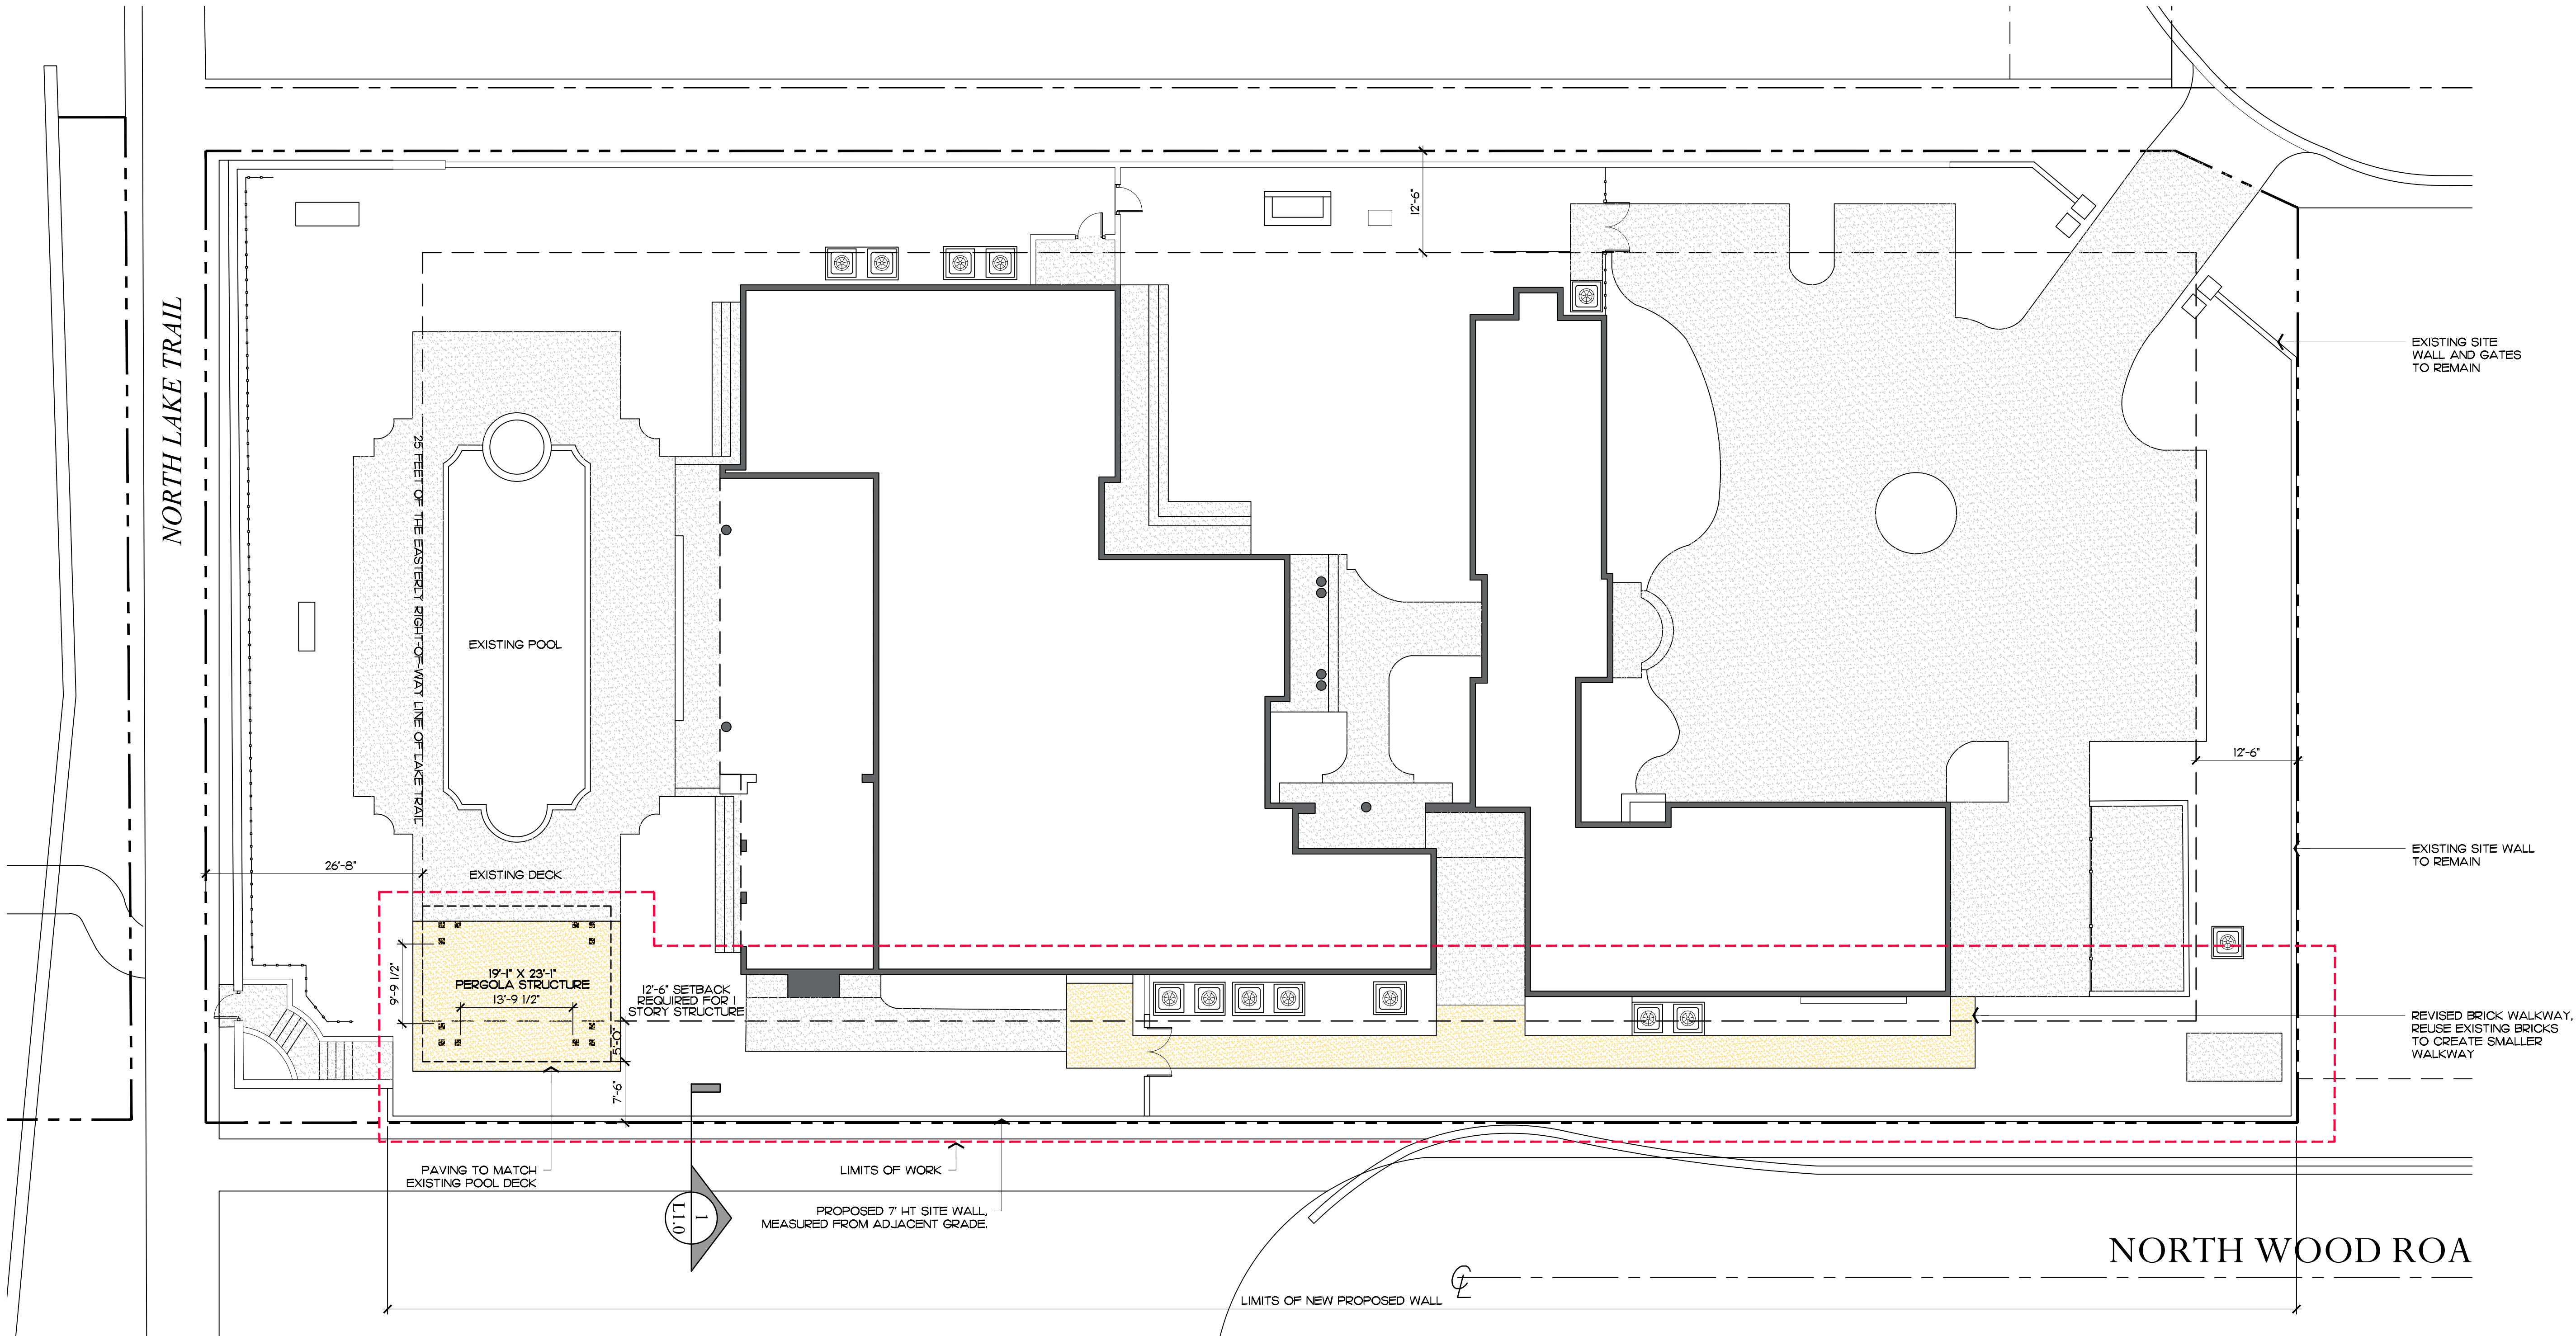 12'-6"
NORTH LAKE TRAIL
EXISTING SITE
WALL AND GATES
TO REMAIN
25 FEET OF THE EASTERLY RIGHT-OF-WAY LINE OF LAKE TRAIL
EXISTING POOL
12'-6"
EXISTING SITE WALL
TO REMAIN
26'-8"
EXISTING DECK
9'-9 1/2"
19'-1" X 23'-1"
PERGOLA STRUCTURE
13'-9 1/2"
12'-6" SETBACK
REQUIRED FOR 1
STORY STRUCTURE
5'-0"
7'-6"
REVISED BRICK WALKWAY,
REUSE EXISTING BRICKS
TO CREATE SMALLER
WALKWAY
PAVING TO MATCH
EXISTING POOL DECK
LIMITS OF WORK
1
L1.0
PROPOSED 7' HT SITE WALL,
MEASURED FROM ADJACENT GRADE.
NORTH WOOD ROA
CL
LIMITS OF NEW PROPOSED WALL